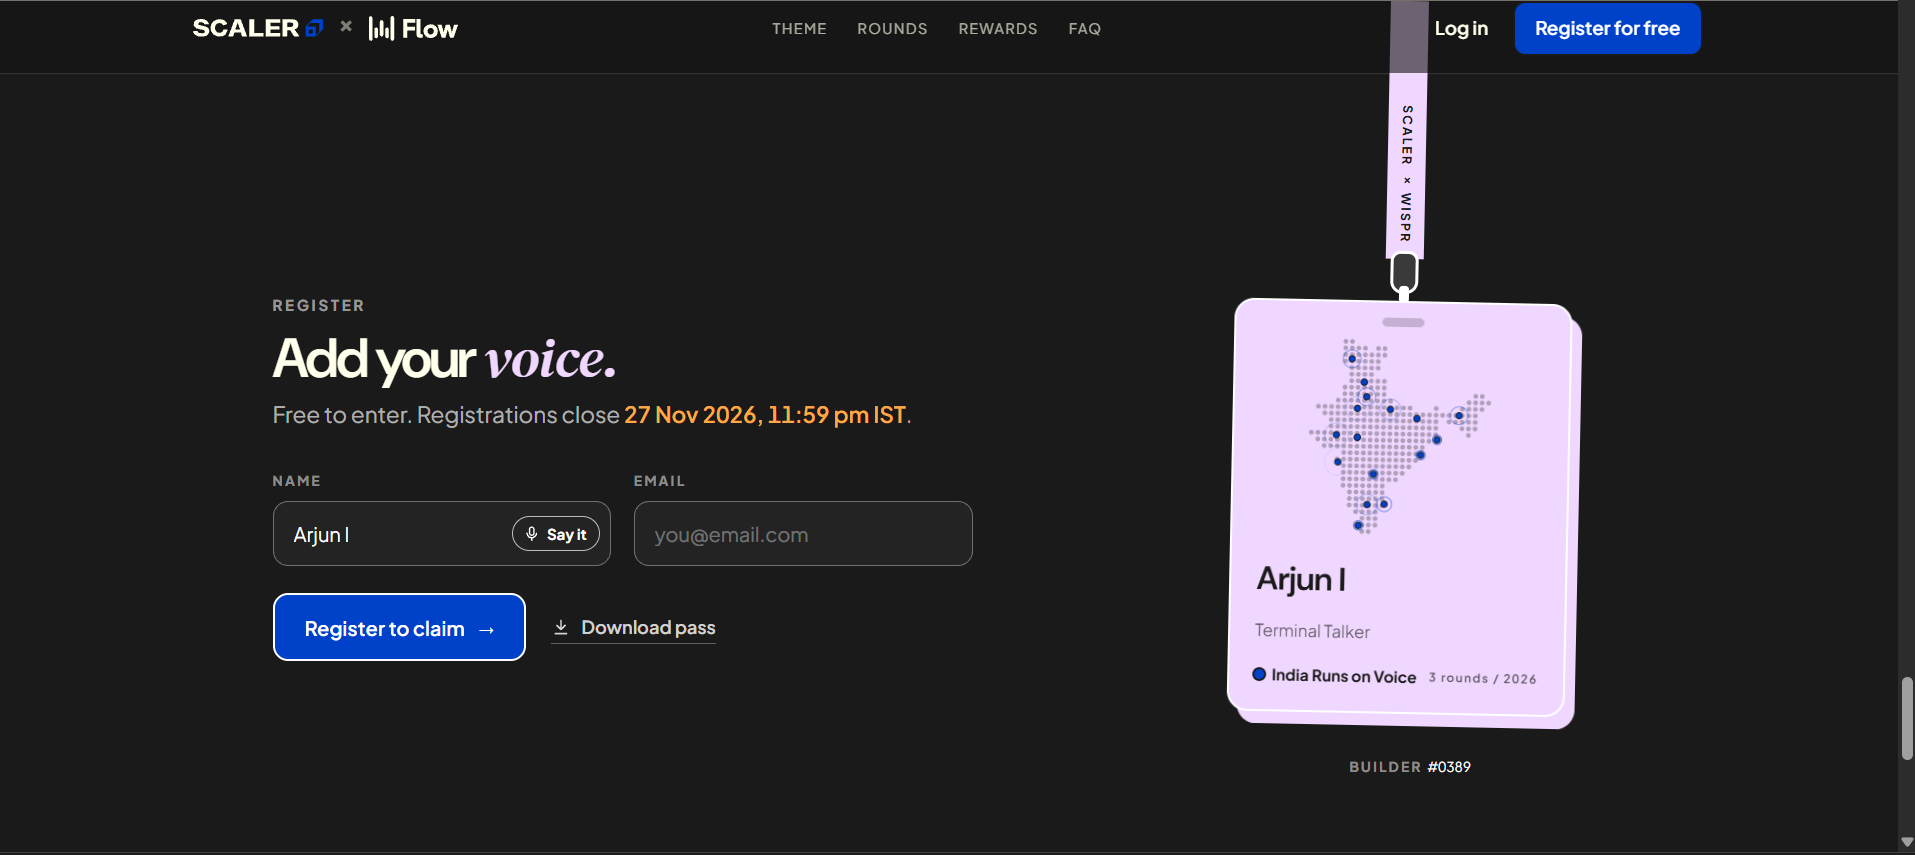 SCALER × Flow
THEME ROUNDS REWARDS FAQ
Log in
Register for free
SCALER × WISPR
REGISTER
Add your voice.
Free to enter. Registrations close 27 Nov 2026, 11:59 pm IST.
NAME
Arjun I
Say it
EMAIL
you@email.com
Register to claim →
Download pass
Arjun I
Terminal Talker
India Runs on Voice 3 rounds / 2026
BUILDER #0389